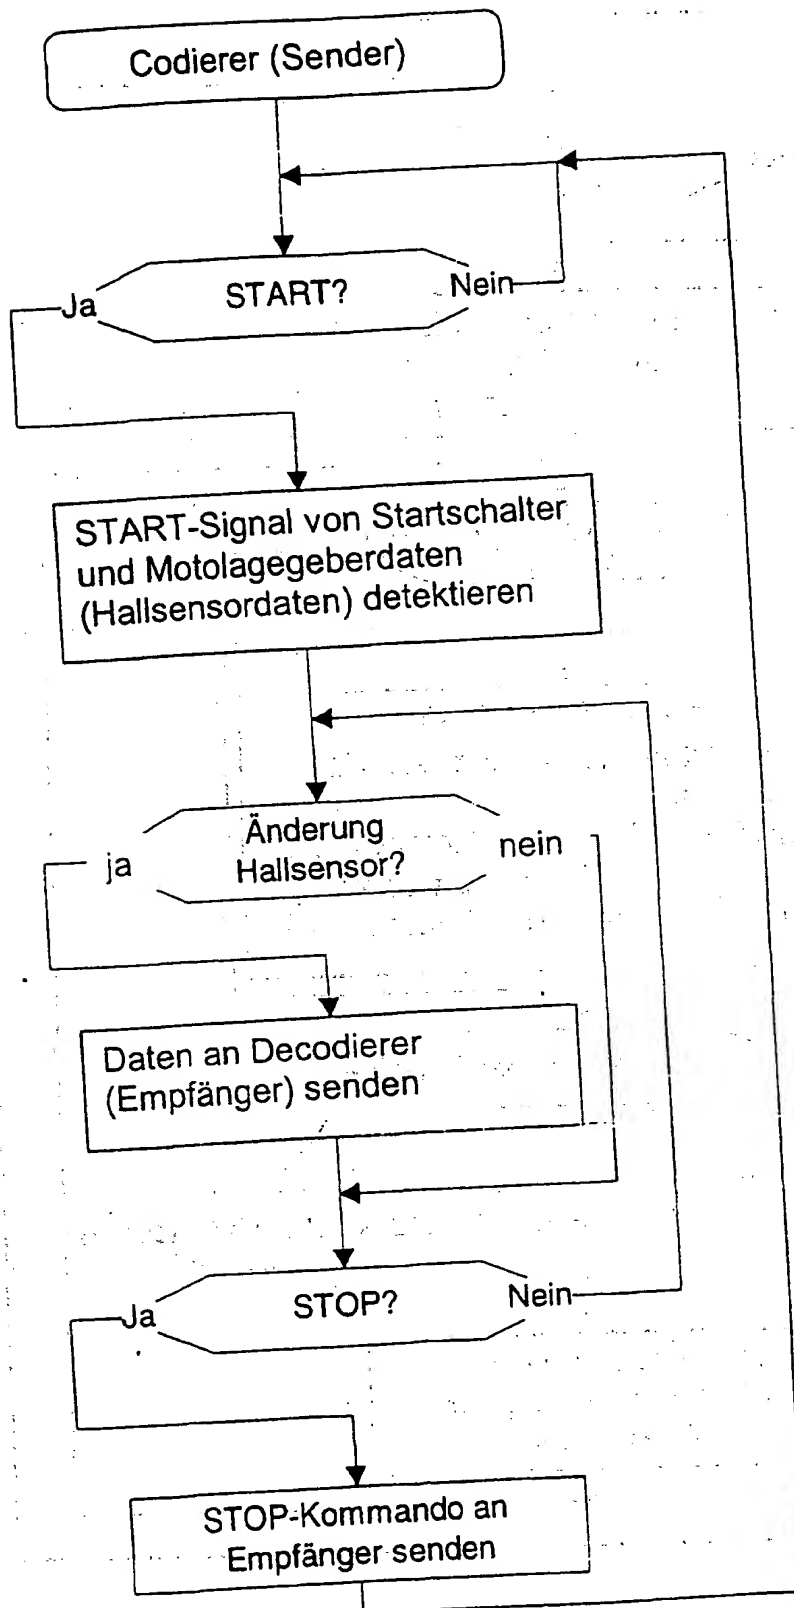 Codierer (Sender)
START?
Ja
Nein
START-Signal von Startschalter
und Motolagegeberdaten
(Hallsensordaten) detektieren
Änderung
Hallsensor?
ja
nein
Daten an Decodierer
(Empfänger) senden
STOP?
Ja
Nein
STOP-Kommando an
Empfänger senden